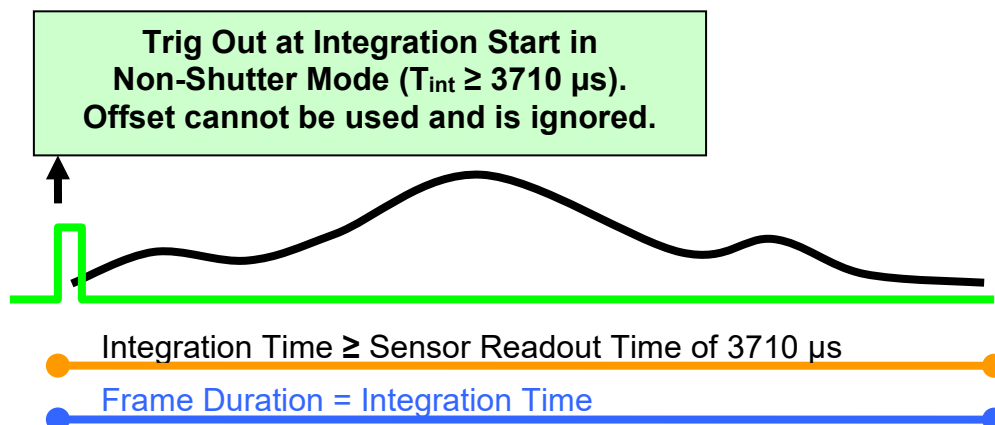 Trig Out at Integration Start in
Non-Shutter Mode (Tint ≥ 3710 µs).
Offset cannot be used and is ignored.
Integration Time ≥ Sensor Readout Time of 3710 µs
Frame Duration = Integration Time